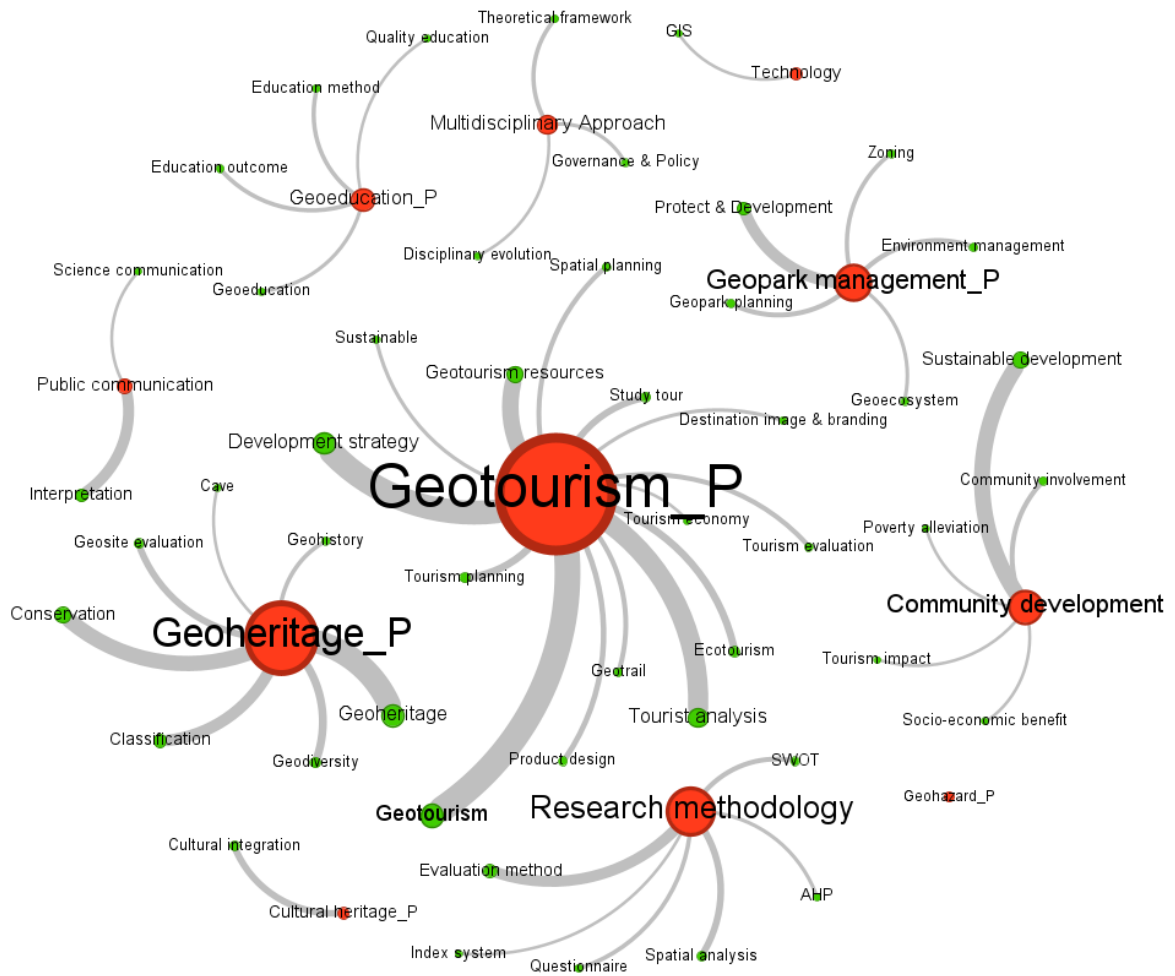 Theoretical framework
GIS
Quality education
Technology
Education method
Multidisciplinary Approach
Zoning
Governance & Policy
Education outcome
Geoeducation_P
Protect & Development
Environment management
Disciplinary evolution
Spatial planning
Science communication
Geopark management_P
Geoeducation
Geopark planning
Sustainable
Sustainable development
Geotourism resources
Public communication
Study tour
Geoecosystem
Destination image & branding
Development strategy
Geotourism_P
Community involvement
Cave
Interpretation
Tourism economy
Poverty alleviation
Geosite evaluation
Geohistory
Tourism evaluation
Tourism planning
Community development
Conservation
Geoheritage_P
Ecotourism
Tourism impact
Geotrail
Geoheritage
Tourist analysis
Socio-economic benefit
Classification
Geodiversity
Product design
SWOT
Geohazard_P
Geotourism
Research methodology
Cultural integration
Evaluation method
AHP
Cultural heritage_P
Index system
Spatial analysis
Questionnaire